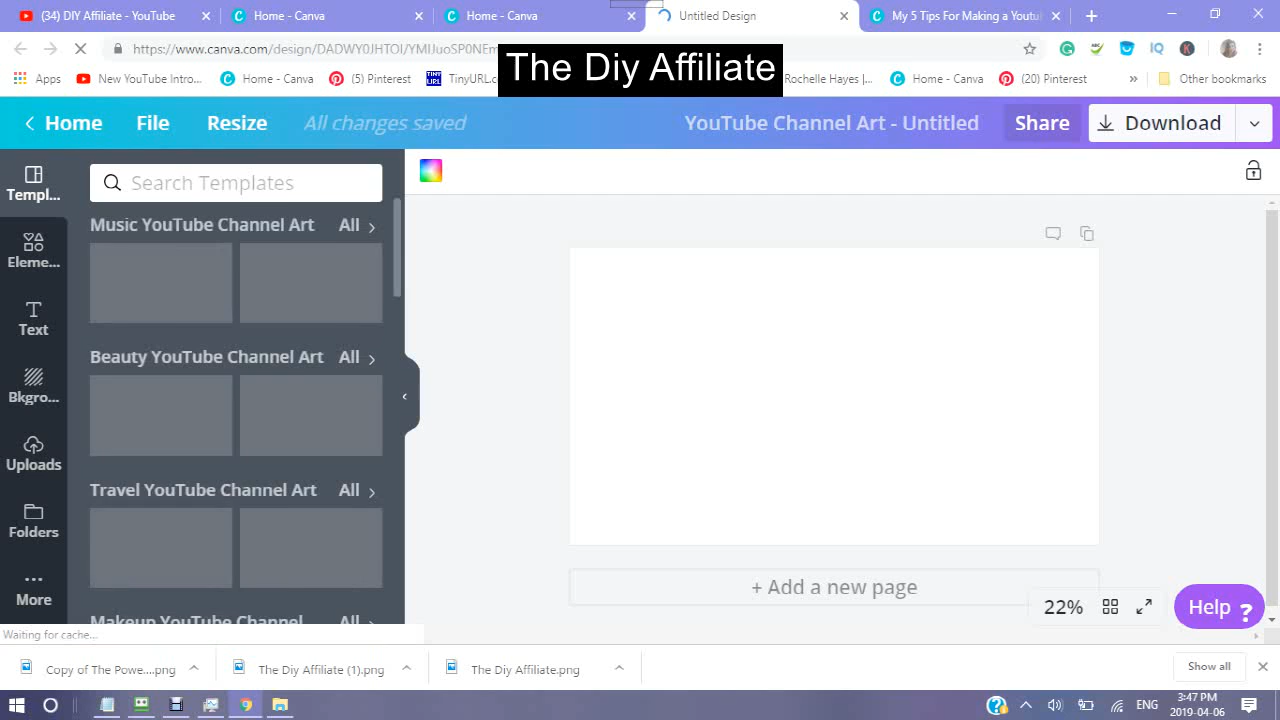 (34) DIY Affiliate - YouTube
Home - Canva
Home - Canva
Untitled Design
My 5 Tips For Making a Youtu
https://www.canva.com/design/DADWY0JHTOI/YMIJuoSP0NEm
The Diy Affiliate
Apps
New YouTube Intro...
Home - Canva
(5) Pinterest
TINY URL
TinyURL.c
Rochelle Hayes |...
Home - Canva
(20) Pinterest
»
Other bookmarks
Home
File
Resize
All changes saved
YouTube Channel Art - Untitled
Share
Download
Templ...
Search Templates
Music YouTube Channel Art
All
Eleme...
Text
Beauty YouTube Channel Art
All
Bkgro...
Uploads
Travel YouTube Channel Art
All
Folders
+ Add a new page
More
Makeup YouTube Channel
All
22%
Help ?
Waiting for cache...
Copy of The Powe....png
The Diy Affiliate (1).png
The Diy Affiliate.png
Show all
ENG
3:47 PM
2019-04-06